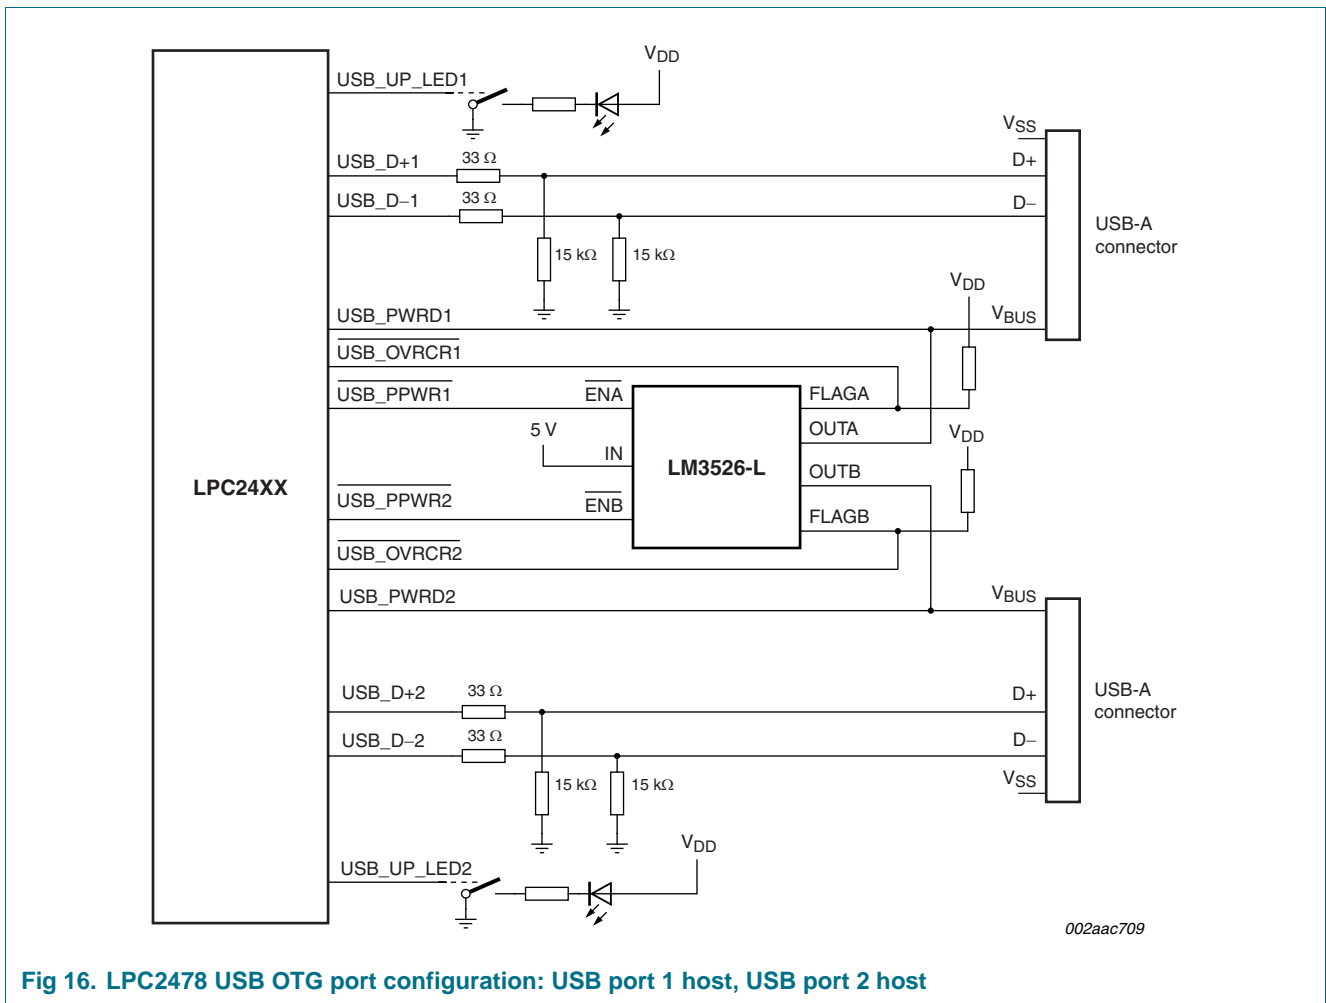 USB_UP_LED1
VDD
VSS
USB_D+1
33 Ω
D+
USB_D−1
33 Ω
D−
USB-A
connector
15 kΩ
15 kΩ
VDD
USB_PWRD1
VBUS
USB_OVRCR1
USB_PPWR1
ENA
FLAGA
5 V
OUTA
VDD
IN
LM3526-L
LPC24XX
OUTB
USB_PPWR2
ENB
FLAGB
USB_OVRCR2
USB_PWRD2
VBUS
USB_D+2
33 Ω
D+
USB-A
connector
USB_D−2
33 Ω
D−
15 kΩ
15 kΩ
VSS
VDD
USB_UP_LED2
002aac709
Fig 16. LPC2478 USB OTG port configuration: USB port 1 host, USB port 2 host